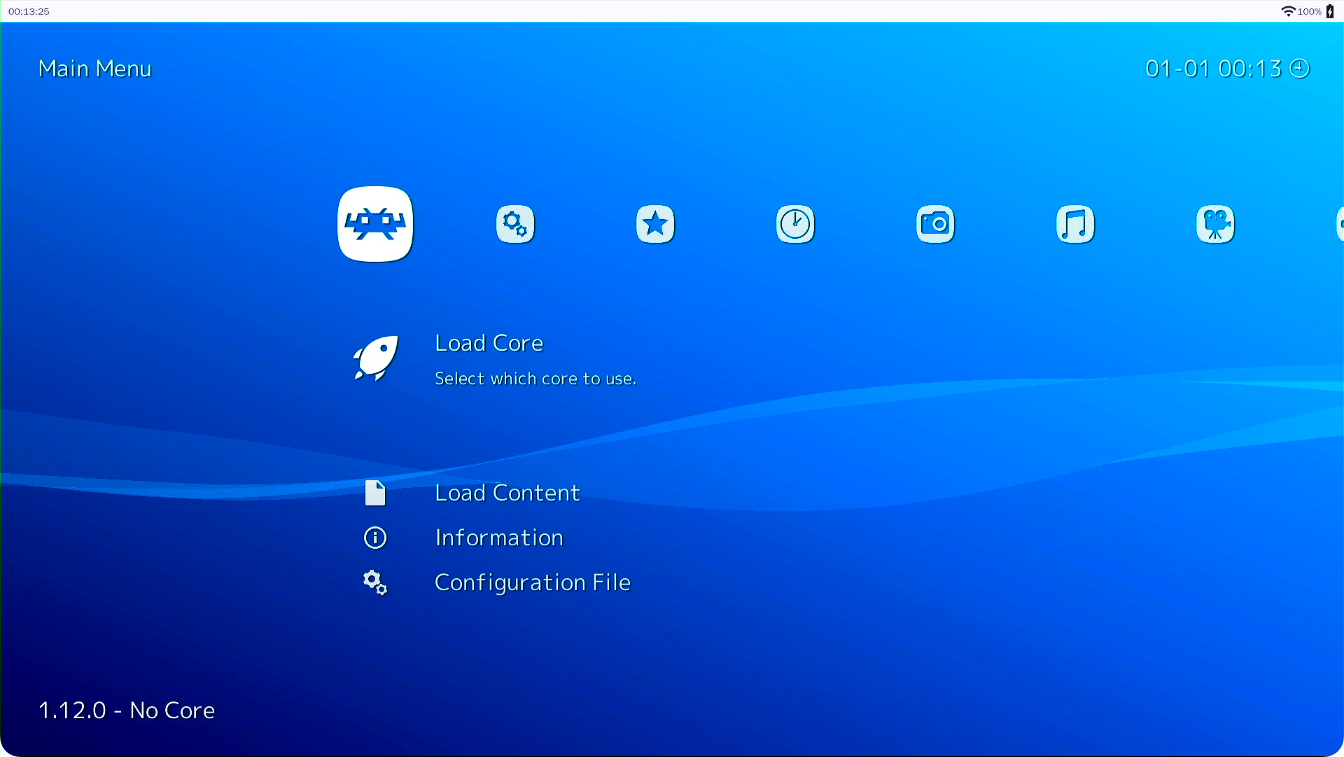 00:13:25
100%
Main Menu
01-01 00:13
Load Core
Select which core to use.
Load Content
Information
Configuration File
1.12.0 - No Core